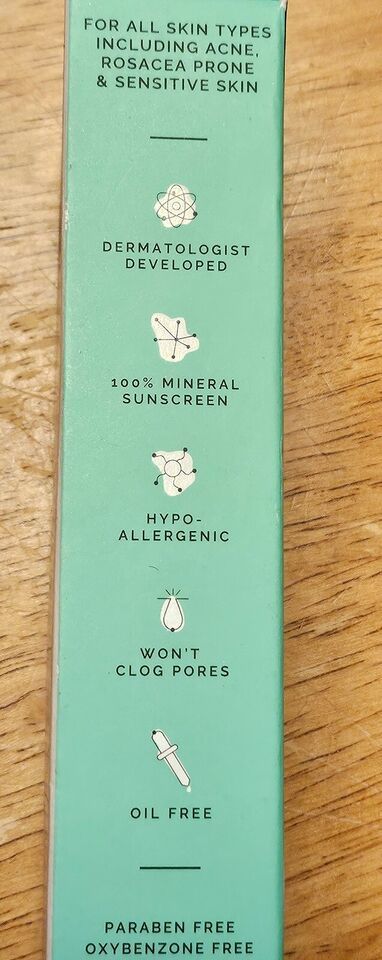 FOR ALL SKIN TYPES
INCLUDING ACNE,
ROSACEA PRONE
& SENSITIVE SKIN
DERMATOLOGIST
DEVELOPED
100% MINERAL
SUNSCREEN
HYPO-
ALLERGENIC
WON'T
CLOG PORES
OIL FREE
PARABEN FREE
OXYBENZONE FREE